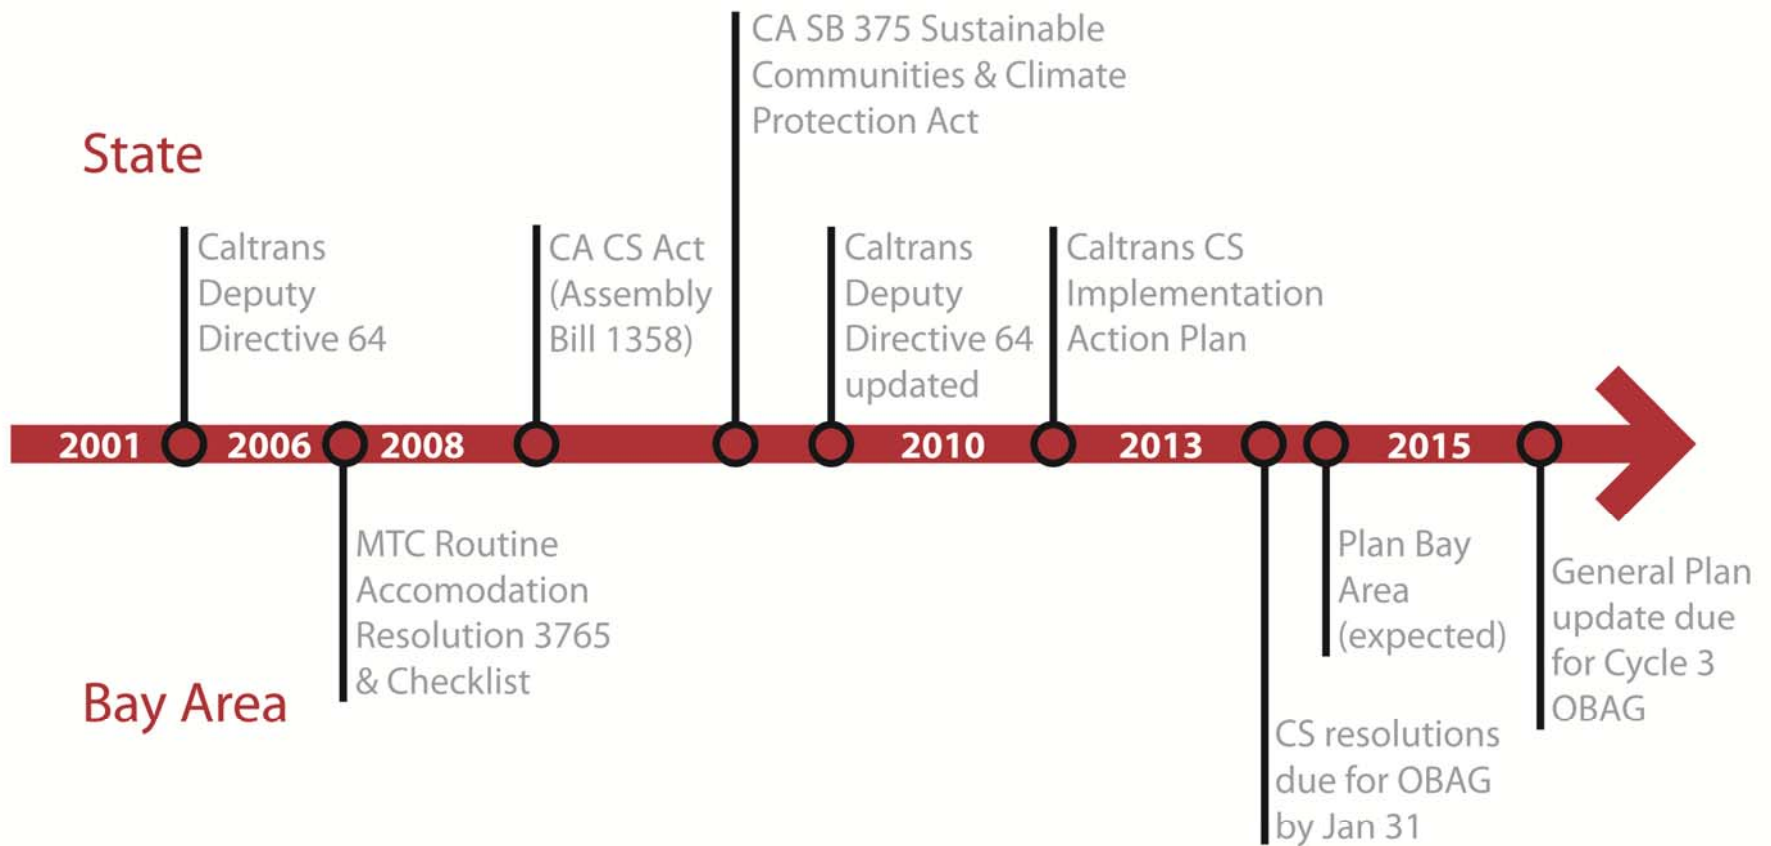 CA SB 375 Sustainable
Communities & Climate
Protection Act
State
Caltrans
Deputy
Directive 64
CA CS Act
(Assembly
Bill 1358)
Caltrans
Deputy
Directive 64
updated
Caltrans CS
Implementation
Action Plan
2001
2006
2008
2010
2013
2015
MTC Routine
Accomodation
Resolution 3765
& Checklist
Plan Bay
Area
(expected)
General Plan
update due
for Cycle 3
OBAG
Bay Area
CS resolutions
due for OBAG
by Jan 31